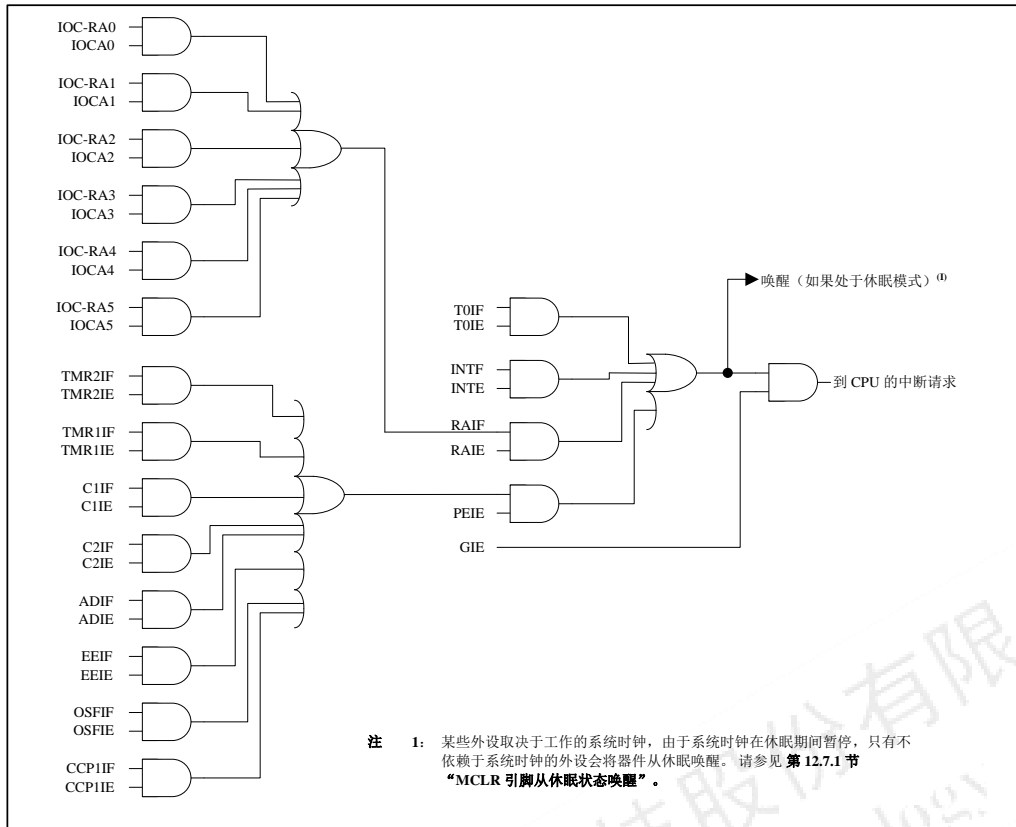 IOC-RA0
IOCA0
IOC-RA1
IOCA1
IOC-RA2
IOCA2
IOC-RA3
IOCA3
IOC-RA4
IOCA4
IOC-RA5
IOCA5
TMR2IF
TMR2IE
TMR1IF
TMR1IE
C1IF
C1IE
C2IF
C2IE
ADIF
ADIE
EEIF
EEIE
OSFIF
OSFIE
CCP1IF
CCP1IE
T0IF
T0IE
INTF
INTE
RAIF
RAIE
PEIE
GIE
唤醒（如果处于休眠模式）(1)
到 CPU 的中断请求
注 1： 某些外设取决于工作的系统时钟，由于系统时钟在休眠期间暂停，只有不
依赖于系统时钟的外设会将器件从休眠唤醒。 请参见 第 12.7.1 节
“MCLR 引脚从休眠状态唤醒”。
股份有限